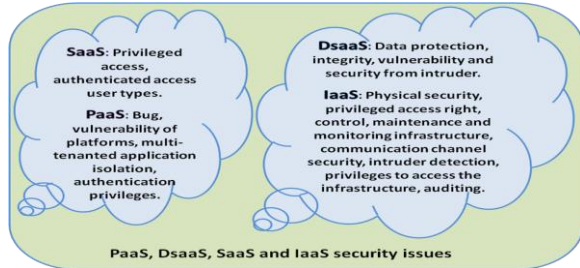 SaaS: Privileged
access,
authenticated access
user types.
PaaS: Bug,
vulnerability of
platforms, multi-
tenanted application
isolation,
authentication
privileges.
DsaaS: Data protection,
integrity, vulnerability and
security from intruder.
IaaS: Physical security,
privileged access right,
control, maintenance and
monitoring infrastructure,
communication channel
security, intruder detection,
privileges to access the
infrastructure, auditing.
PaaS, DsaaS, SaaS and IaaS security issues